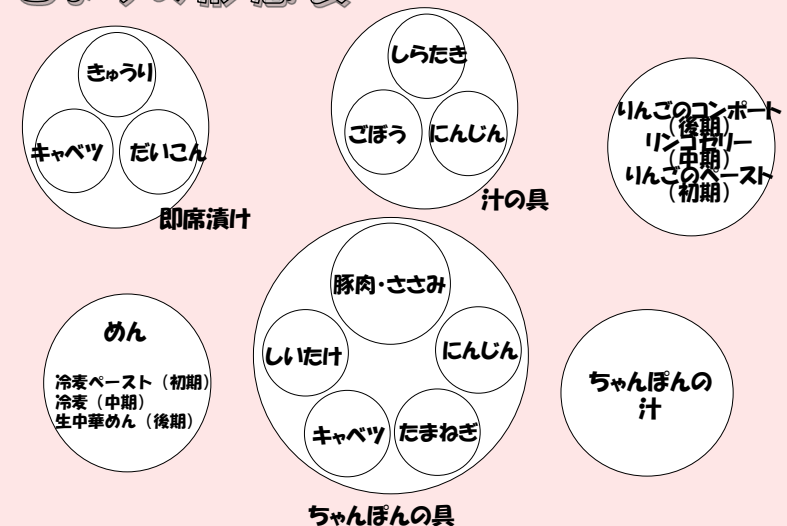 きゅうり
キャベツ
だいこん
即席漬け
しらたき
ごぼう
にんじん
汁の具
りんごのコンポート
（後期）
リンゴゼリー
（中期）
りんごのペースト
（初期）
めん
冷麦ペースト（初期）
冷麦（中期）
生中華めん（後期）
豚肉・ささみ
しいたけ
にんじん
キャベツ
たまねぎ
ちゃんぽんの具
ちゃんぽんの
汁